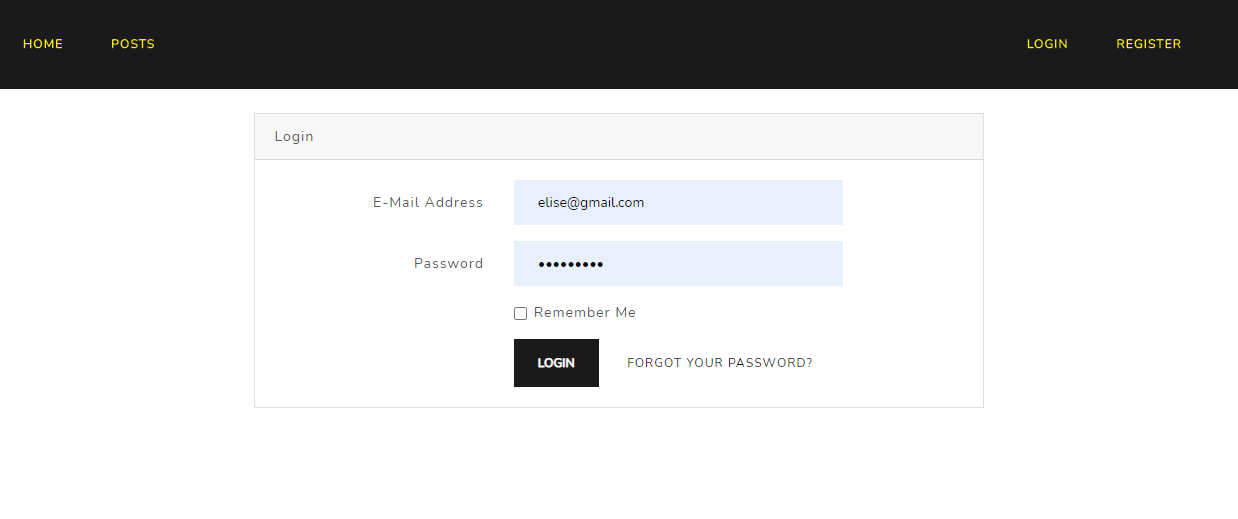 HOME POSTS LOGIN REGISTER
Login
E-Mail Address elise@gmail.com
Password •••••••••
Remember Me
LOGIN FORGOT YOUR PASSWORD?